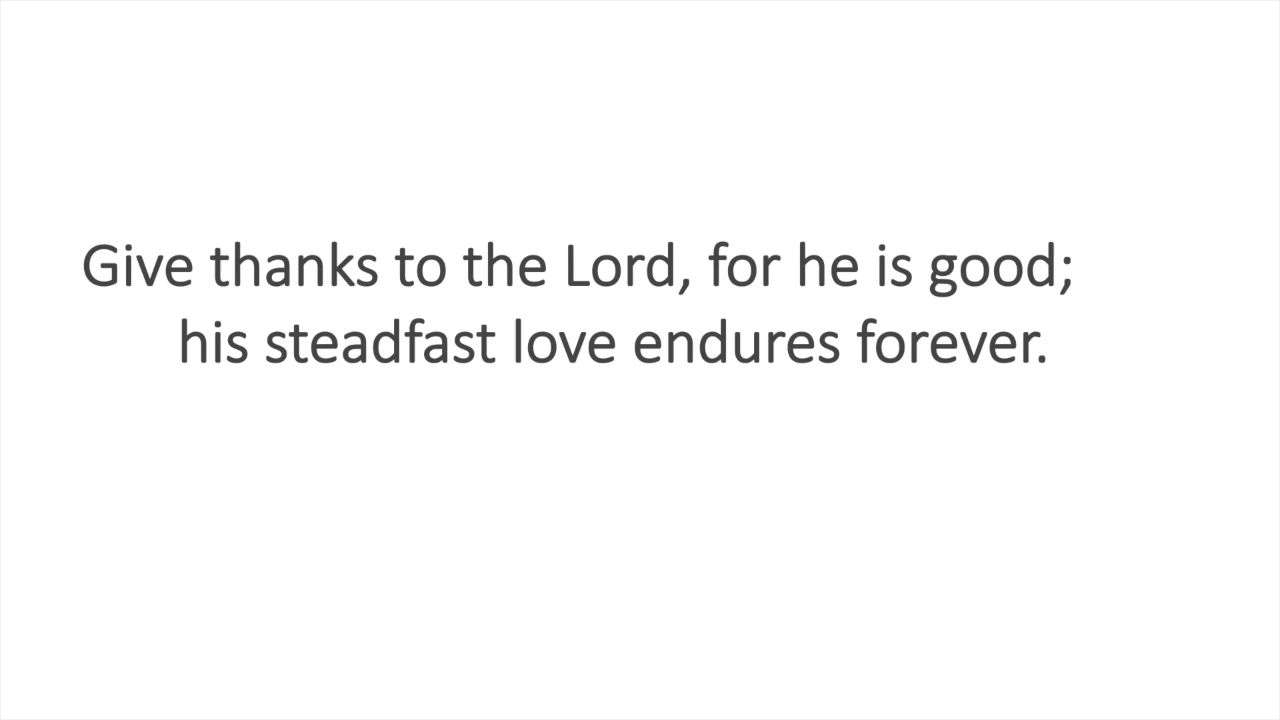 Give thanks to the Lord, for he is good;
his steadfast love endures forever.